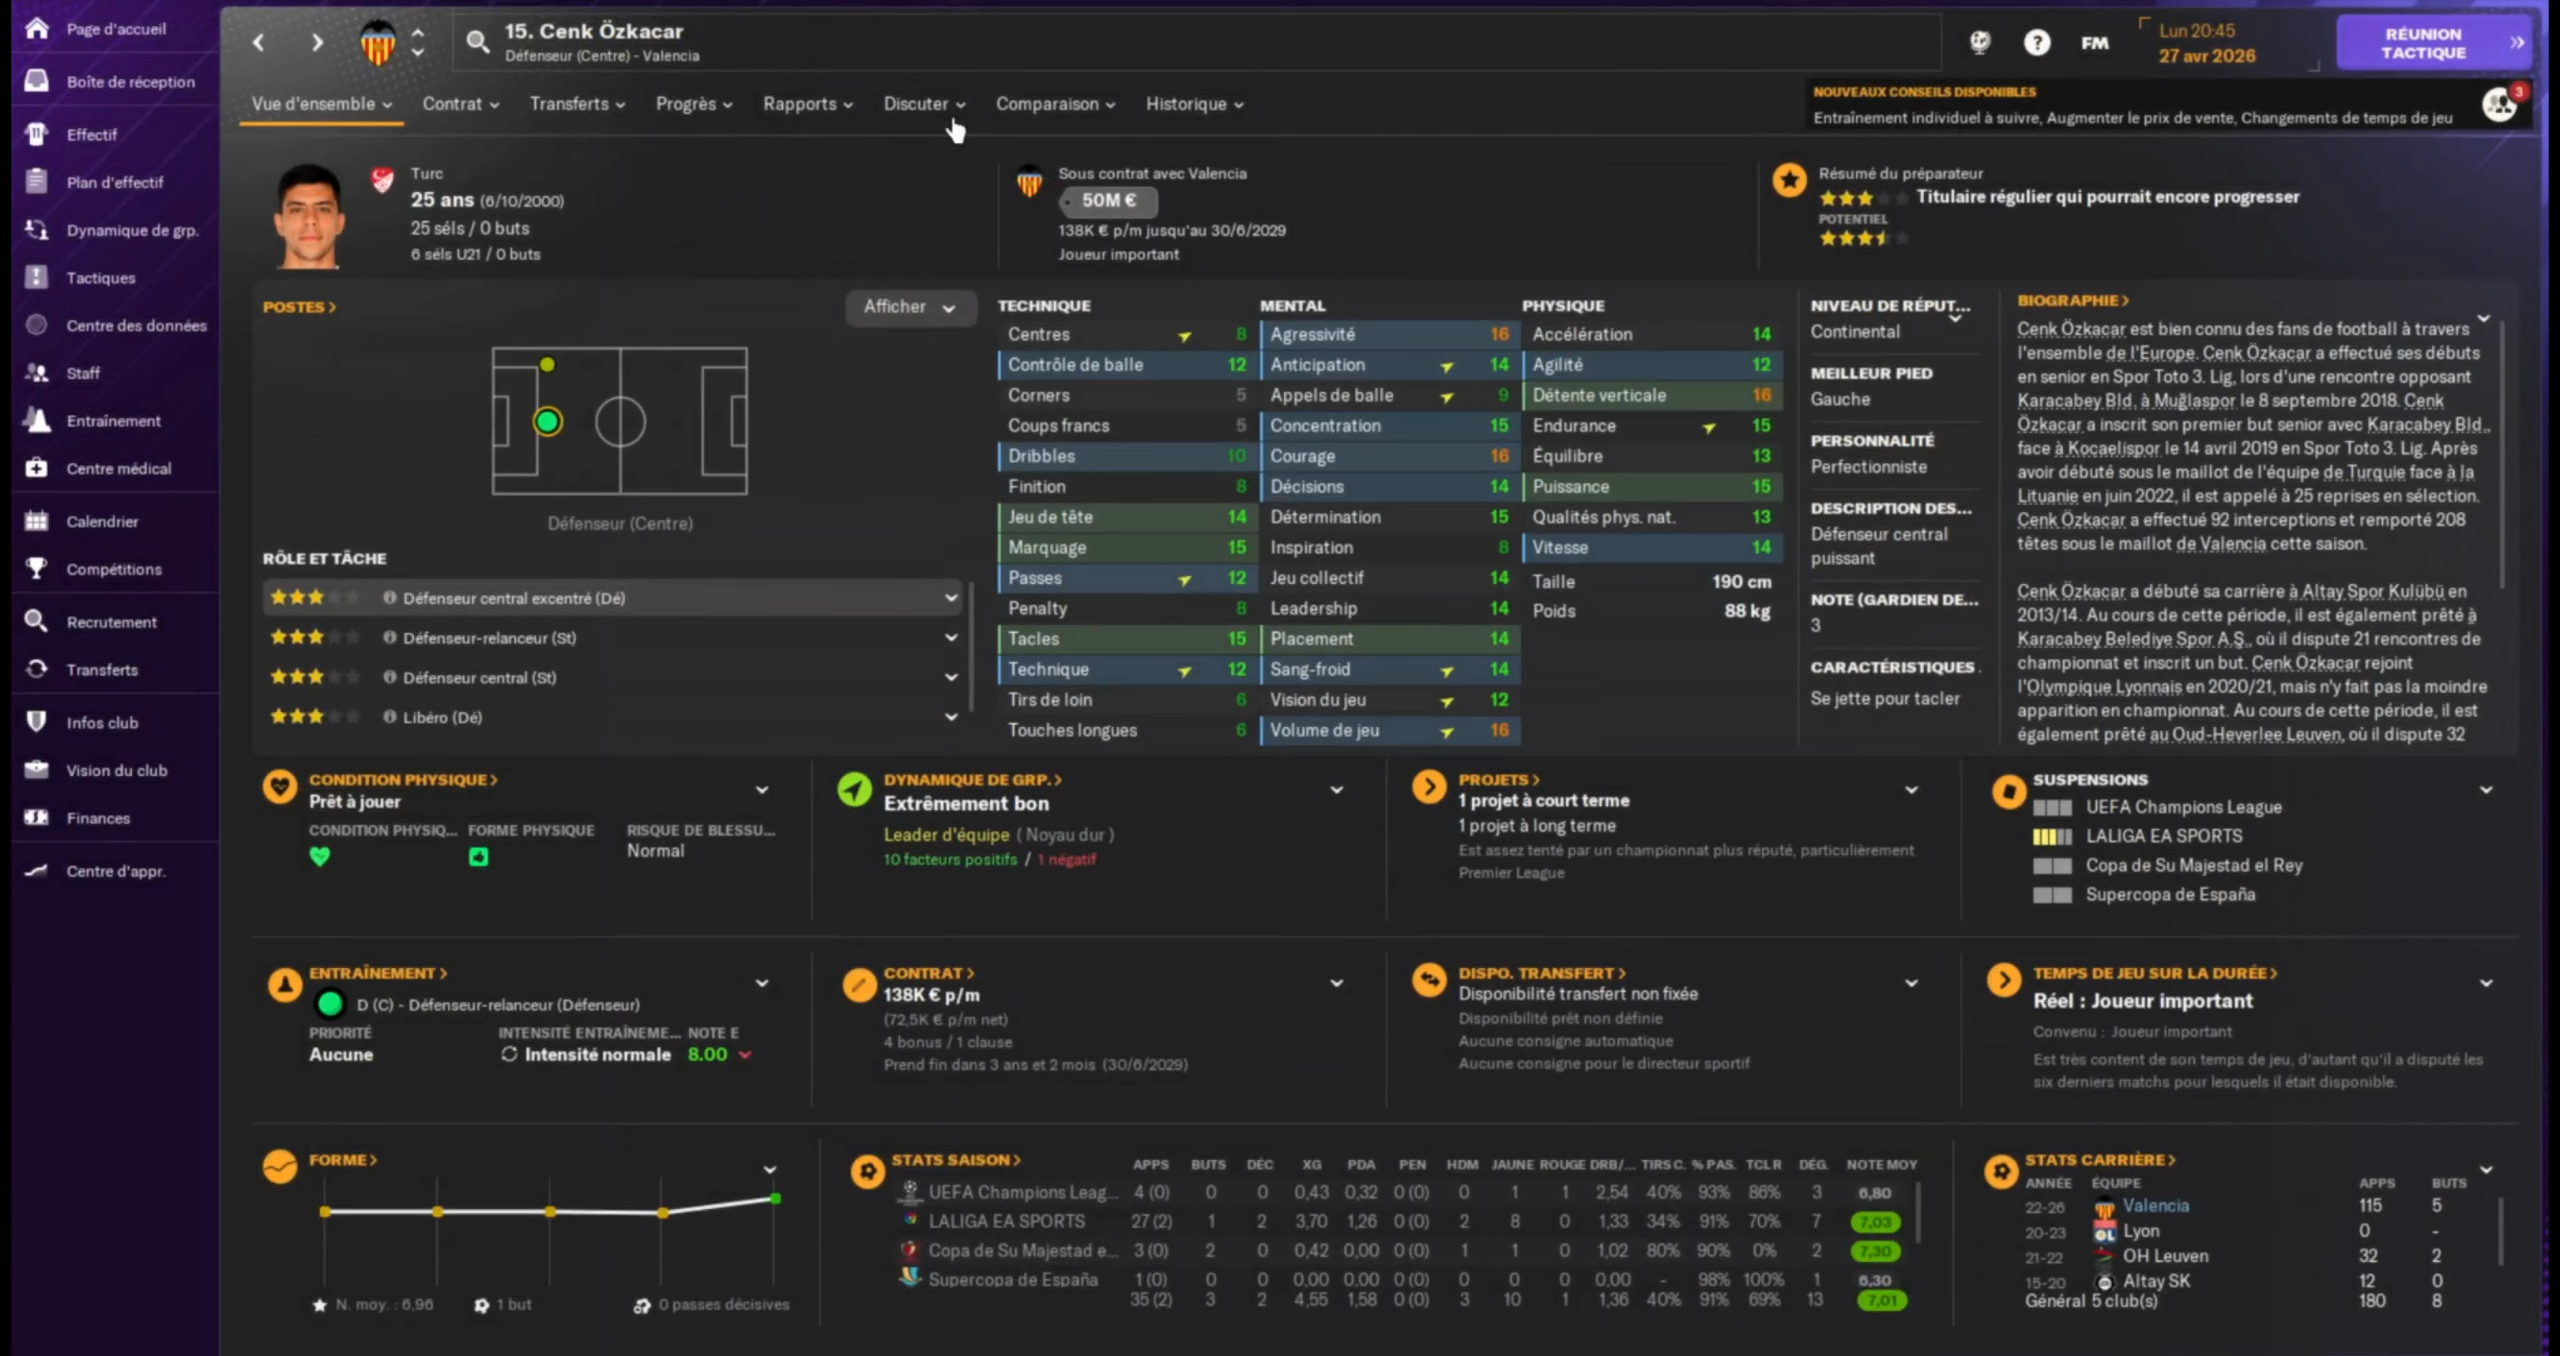 Page d'accueil
Boîte de réception
Effectif
Plan d'effectif
Dynamique de grp.
Tactiques
Centre des données
Staff
Entraînement
Centre médical
Calendrier
Compétitions
Recrutement
Transferts
Infos club
Vision du club
Finances
Centre d'appr.
15. Cenk Özkacar
Défenseur (Centre) - Valencia
FM
Lun 20:45
27 avr 2026
RÉUNION
TACTIQUE
Vue d'ensemble Contrat Transferts Progrès Rapports Discuter Comparaison Historique
NOUVEAUX CONSEILS DISPONIBLES
Entraînement individuel à suivre, Augmenter le prix de vente, Changements de temps de jeu
3
Turc
25 ans (6/10/2000)
25 séls / 0 buts
6 séls U21 / 0 buts
Sous contrat avec Valencia
50M €
138K € p/m jusqu'au 30/6/2029
Joueur important
Résumé du préparateur
Titulaire régulier qui pourrait encore progresser
POTENTIEL
POSTES >
Afficher
Défenseur (Centre)
RÔLE ET TÂCHE
Défenseur central excentré (Dé)
Défenseur-relanceur (St)
Défenseur central (St)
Libéro (Dé)
TECHNIQUE
Centres 8
Contrôle de balle 12
Corners 5
Coups francs 5
Dribbles 10
Finition 8
Jeu de tête 14
Marquage 15
Passes 12
Penalty 8
Tacles 15
Technique 12
Tirs de loin 6
Touches longues 6
MENTAL
Agressivité 16
Anticipation 14
Appels de balle 9
Concentration 15
Courage 16
Décisions 14
Détermination 15
Inspiration 8
Jeu collectif 14
Leadership 14
Placement 14
Sang-froid 14
Vision du jeu 12
Volume de jeu 16
PHYSIQUE
Accélération 14
Agilité 12
Détente verticale 16
Endurance 15
Équilibre 13
Puissance 15
Qualités phys. nat. 13
Vitesse 14
Taille 190 cm
Poids 88 kg
NIVEAU DE RÉPUT...
Continental
MEILLEUR PIED
Gauche
PERSONNALITÉ
Perfectionniste
DESCRIPTION DES...
Défenseur central
puissant
NOTE (GARDIEN DE...
3
CARACTÉRISTIQUES .
Se jette pour tacler
BIOGRAPHIE >
Cenk Özkacar est bien connu des fans de football à travers
l'ensemble de l'Europe. Cenk Özkacar a effectué ses débuts
en senior en Spor Toto 3. Lig, lors d'une rencontre opposant
Karacabey Bld. à Muğlaspor le 8 septembre 2018. Cenk
Özkacar a inscrit son premier but senior avec Karacabey Bld.,
face à Kocaelispor le 14 avril 2019 en Spor Toto 3. Lig. Après
avoir débuté sous le maillot de l'équipe de Turquie face à la
Lituanie en juin 2022, il est appelé à 25 reprises en sélection.
Cenk Özkacar a effectué 92 interceptions et remporté 208
têtes sous le maillot de Valencia cette saison.
Cenk Özkacar a débuté sa carrière à Altay Spor Kulübü en
2013/14. Au cours de cette période, il est également prêté à
Karacabey Belediye Spor A.Ş., où il dispute 21 rencontres de
championnat et inscrit un but. Cenk Özkacar rejoint
l'Olympique Lyonnais en 2020/21, mais n'y fait pas la moindre
apparition en championnat. Au cours de cette période, il est
également prêté au Oud-Heverlee Leuven, où il dispute 32
CONDITION PHYSIQUE >
Prêt à jouer
CONDITION PHYSIQ... FORME PHYSIQUE RISQUE DE BLESSU...
Normal
DYNAMIQUE DE GRP. >
Extrêmement bon
Leader d'équipe ( Noyau dur )
10 facteurs positifs / 1 négatif
PROJETS >
1 projet à court terme
1 projet à long terme
Est assez tenté par un championnat plus réputé, particulièrement
Premier League
SUSPENSIONS
UEFA Champions League
LALIGA EA SPORTS
Copa de Su Majestad el Rey
Supercopa de España
ENTRAÎNEMENT >
D (C) - Défenseur-relanceur (Défenseur)
PRIORITÉ INTENSITÉ ENTRAÎNEME... NOTE E
Aucune Intensité normale 8.00
CONTRAT >
138K € p/m
(72,5K € p/m net)
4 bonus / 1 clause
Prend fin dans 3 ans et 2 mois (30/6/2029)
DISPO. TRANSFERT >
Disponibilité transfert non fixée
Disponibilité prêt non définie
Aucune consigne automatique
Aucune consigne pour le directeur sportif
TEMPS DE JEU SUR LA DURÉE >
Réel : Joueur important
Convenu : Joueur important
Est très content de son temps de jeu, d'autant qu'il a disputé les
six derniers matchs pour lesquels il était disponible.
FORME >
N. moy. : 6,96 1 but 0 passes décisives
STATS SAISON > APPS BUTS DÉC XG PDA PEN HDM JAUNE ROUGE DRB/... TIRS C. % PAS. TCL R DÉG. NOTE MOY
UEFA Champions Leag... 4 (0) 0 0 0,43 0,32 0 (0) 0 1 1 2,54 40% 93% 86% 3 6,80
LALIGA EA SPORTS 27 (2) 1 2 3,70 1,26 0 (0) 2 8 0 1,33 34% 91% 70% 7 7,03
Copa de Su Majestad e... 3 (0) 2 0 0,42 0,00 0 (0) 1 1 0 1,02 80% 90% 0% 2 7,30
Supercopa de España 1 (0) 0 0 0,00 0,00 0 (0) 0 0 0 0,00 - 98% 100% 1 6,30
35 (2) 3 2 4,55 1,58 0 (0) 3 10 1 1,36 40% 91% 69% 13 7,01
STATS CARRIÈRE >
ANNÉE ÉQUIPE APPS BUTS
22-26 Valencia 115 5
20-23 Lyon 0 -
21-22 OH Leuven 32 2
15-20 Altay SK 12 0
Général 5 club(s) 180 8